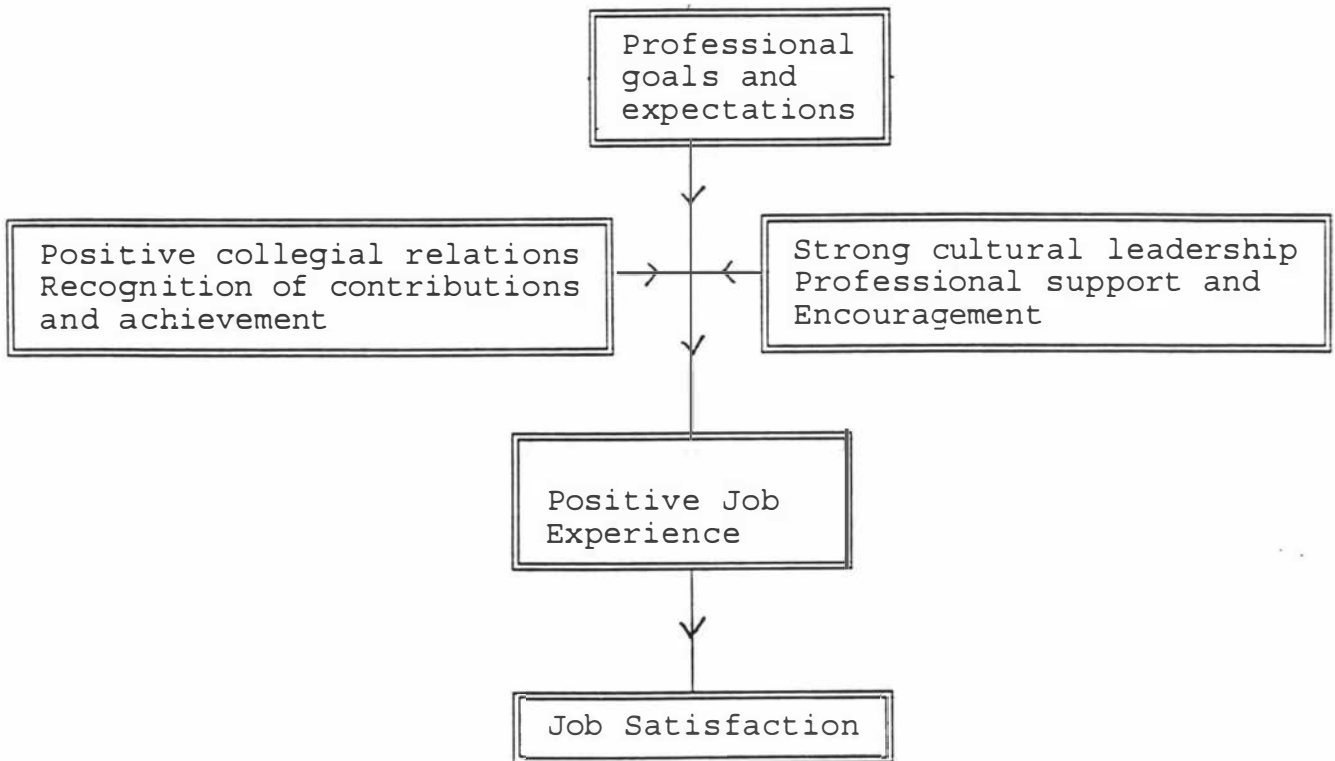 Professional
goals and
expectations
Positive collegial relations
Recognition of contributions
and achievement
Strong cultural leadership
Professional support and
Encouragement
Positive Job
Experience
Job Satisfaction